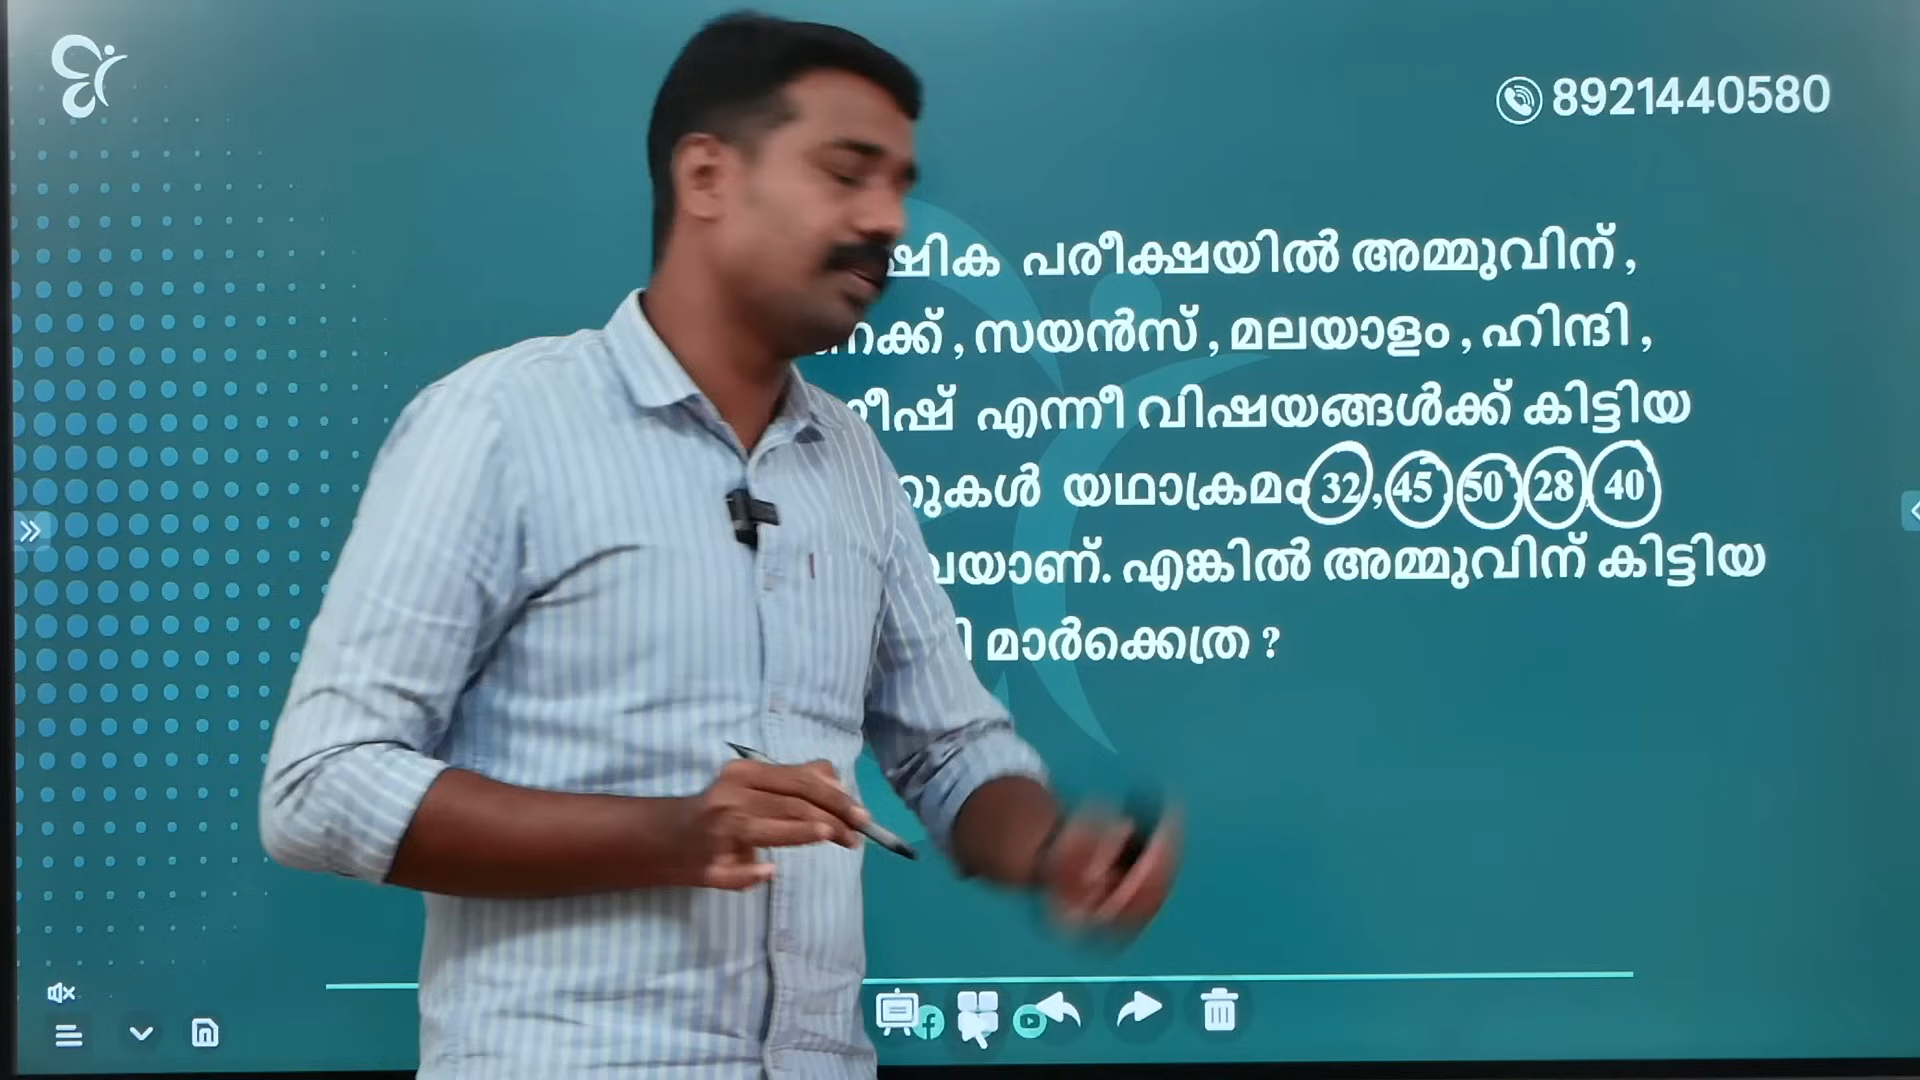 8921440580
പരീക്ഷയിൽ അമ്മുവിന് ,
സയൻസ് , മലയാളം , ഹിന്ദി ,
എന്നീ വിഷയങ്ങൾക്ക് കിട്ടിയ
യഥാക്രമം 32 , 45 , 50 , 28 , 40
എങ്കിൽ അമ്മുവിന് കിട്ടിയ
മാർക്കെത്ര ?